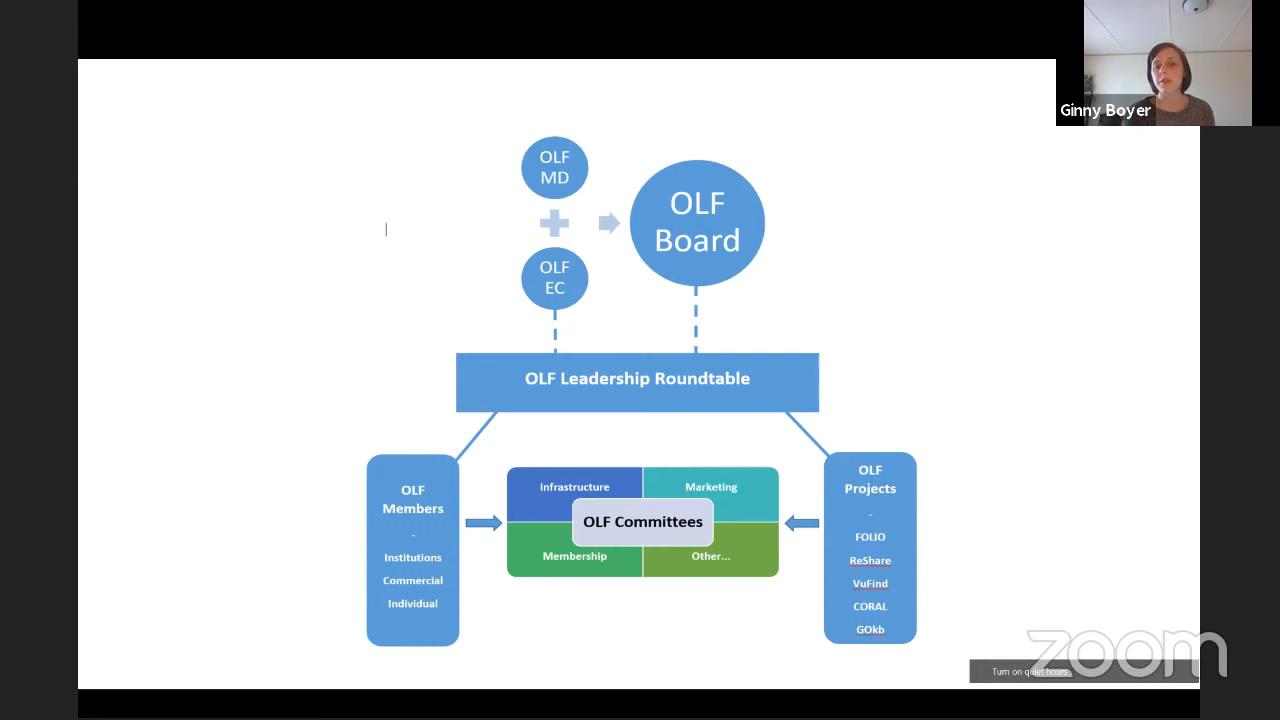 Ginny Boyer
OLF
MD
OLF
Board
OLF
EC
OLF Leadership Roundtable
OLF
Members
-
Institutions
Commercial
Individual
Infrastructure
Marketing
OLF Committees
Membership
Other...
OLF
Projects
-
FOLIO
ReShare
VuFind
CORAL
GOkb
zoom
Turn on quiet hours